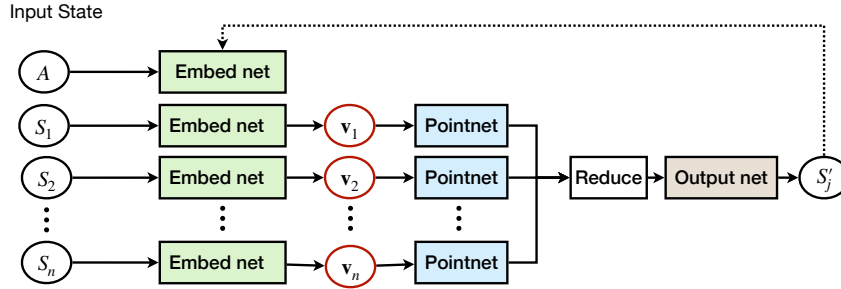 Input State
A Embed net
S₁ Embed net v₁ Pointnet
S₂ Embed net v₂ Pointnet Reduce Output net S′ⱼ
Sₙ Embed net vₙ Pointnet